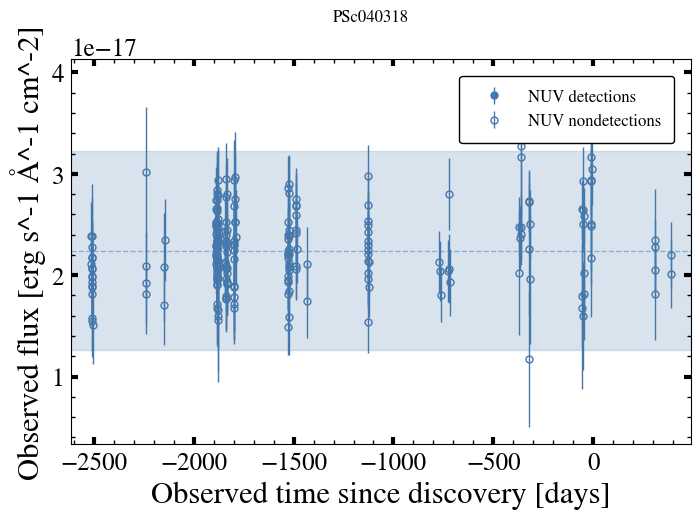 PSc040318
1e−17
NUV detections
NUV nondetections
4
3
2
1
Observed flux [erg s^-1 Å^-1 cm^-2]
−2500 −2000 −1500 −1000 −500 0
Observed time since discovery [days]